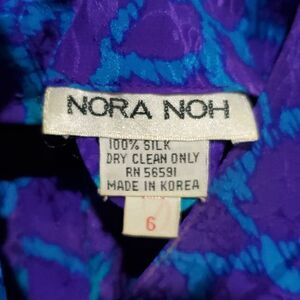 NORA NOH
100% SILK
DRY CLEAN ONLY
RN 56591
MADE IN KOREA
6